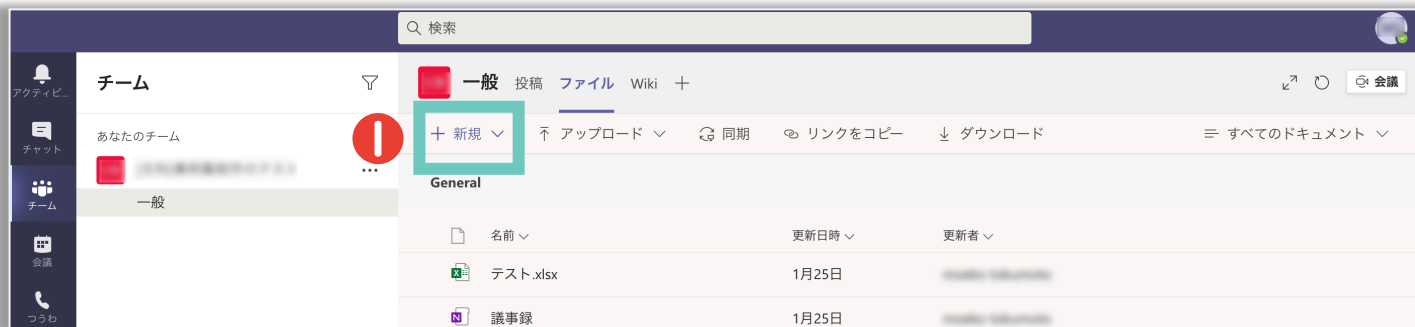 検索
アクティビ...
チャット
チーム
会議
つうわ
チーム
あなたのチーム
一般
一般 投稿 ファイル Wiki
会議
新規 アップロード 同期 リンクをコピー ダウンロード すべてのドキュメント
General
名前 更新日時 更新者
テスト.xlsx 1月25日
議事録 1月25日